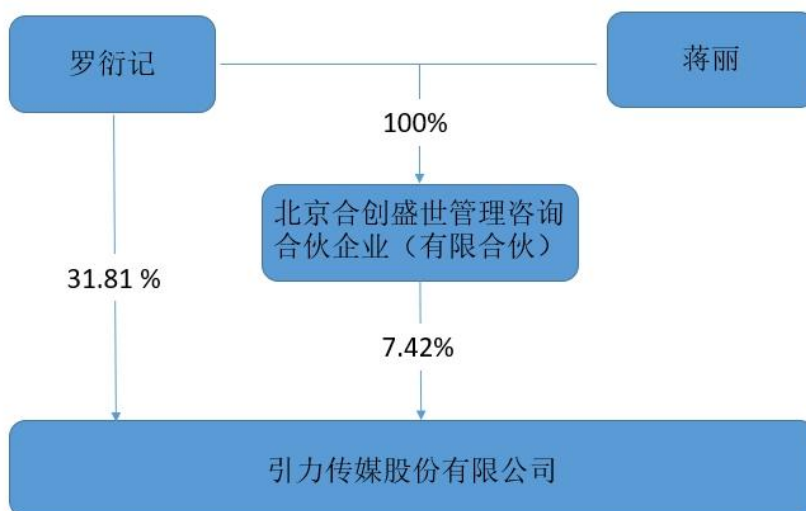 罗衍记
蒋丽
100%
北京合创盛世管理咨询
合伙企业（有限合伙）
31.81 %
7.42%
引力传媒股份有限公司